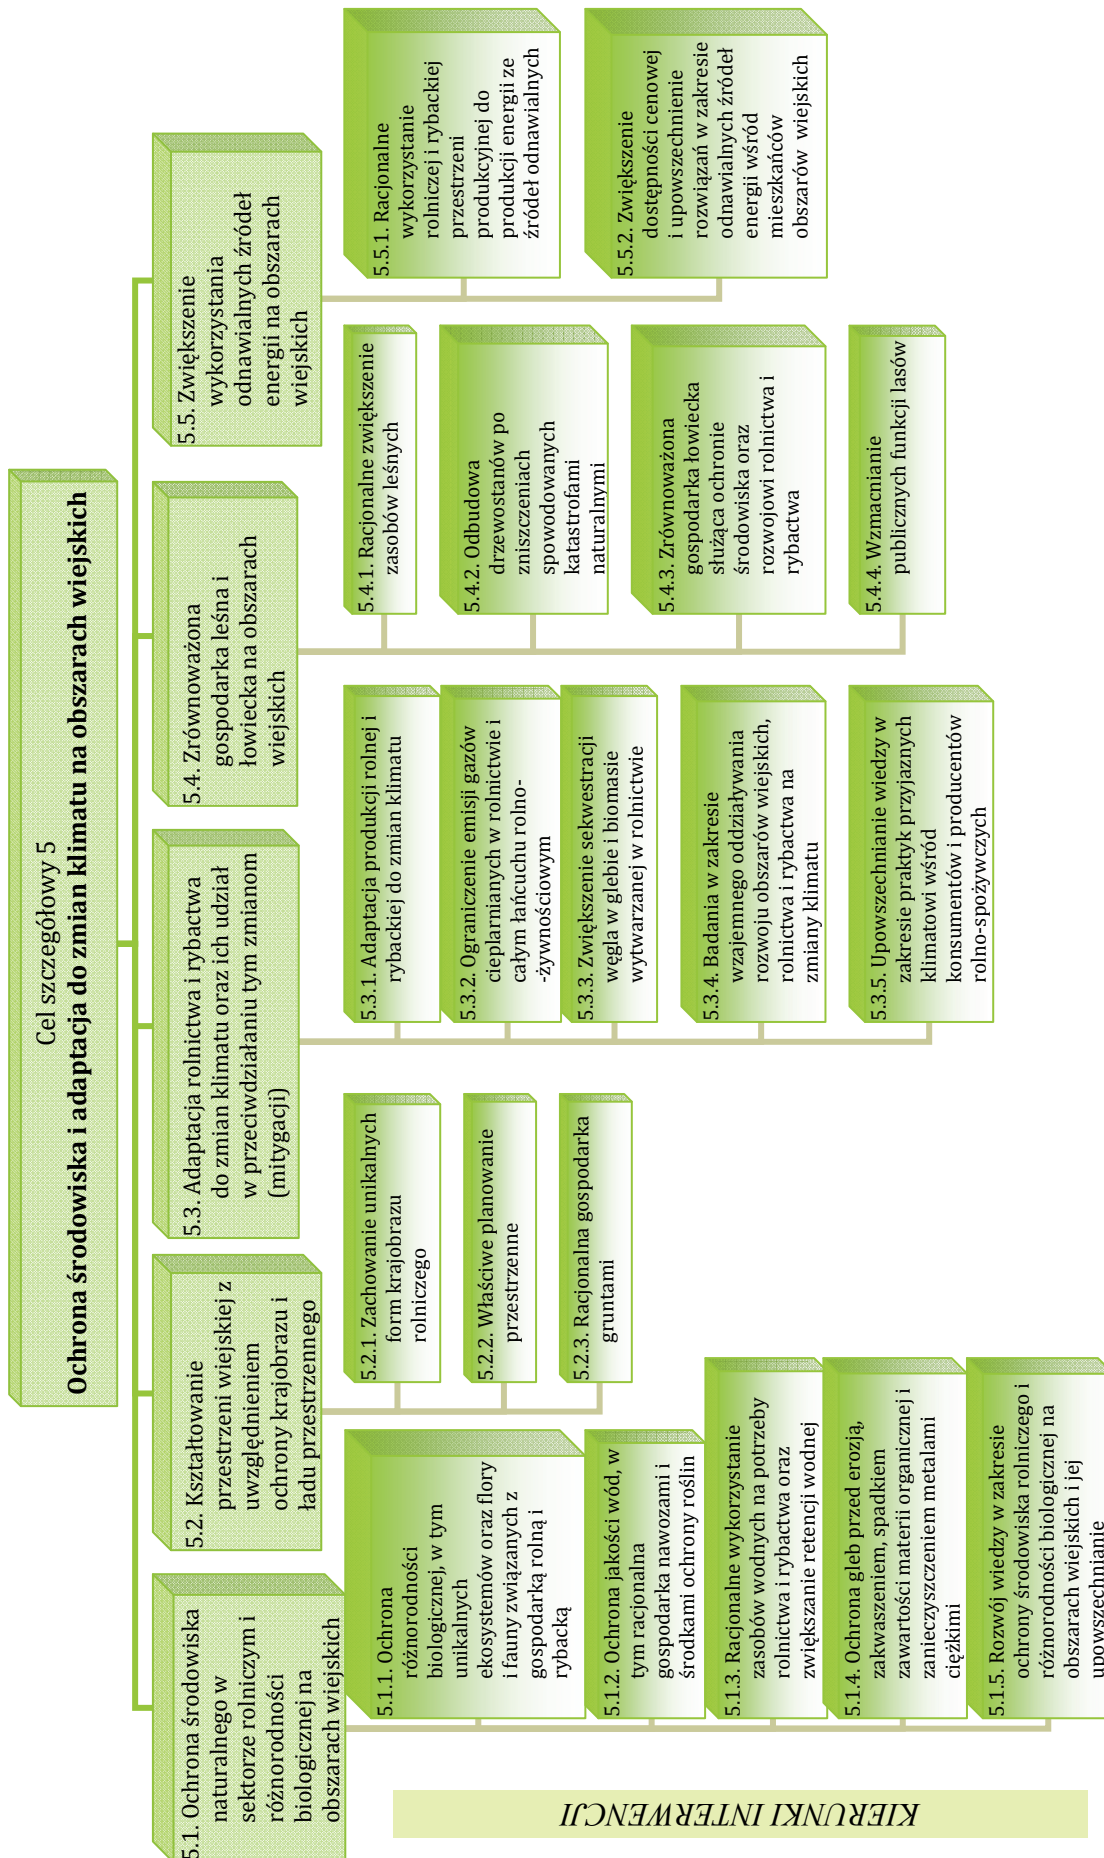 Cel szczegółowy 5
Ochrona środowiska i adaptacja do zmian klimatu na obszarach wiejskich
5.1. Ochrona środowiska
naturalnego w
sektorze rolniczym i
różnorodności
biologicznej na
obszarach wiejskich
5.1.1. Ochrona
różnorodności
biologicznej, w tym
unikalnych
ekosystemów oraz flory
i fauny związanych z
gospodarką rolną i
rybacką
5.1.2. Ochrona jakości wód, w
tym racjonalna
gospodarka nawozami i
środkami ochrony roślin
5.1.3. Racjonalne wykorzystanie
zasobów wodnych na potrzeby
rolnictwa i rybactwa oraz
zwiększanie retencji wodnej
5.1.4. Ochrona gleb przed erozją,
zakwaszeniem, spadkiem
zawartości materii organicznej i
zanieczyszczeniem metalami
ciężkimi
5.1.5. Rozwój wiedzy w zakresie
ochrony środowiska rolniczego i
różnorodności biologicznej na
obszarach wiejskich i jej
upowszechnianie
5.2. Kształtowanie
przestrzeni wiejskiej z
uwzględnieniem
ochrony krajobrazu i
ładu przestrzennego
5.2.1. Zachowanie unikalnych
form krajobrazu
rolniczego
5.2.2. Właściwe planowanie
przestrzenne
5.2.3. Racjonalna gospodarka
gruntami
5.3. Adaptacja rolnictwa i rybactwa
do zmian klimatu oraz ich udział
w przeciwdziałaniu tym zmianom
(mitygacji)
5.3.1. Adaptacja produkcji rolnej i
rybackiej do zmian klimatu
5.3.2. Ograniczenie emisji gazów
cieplarnianych w rolnictwie i
całym łańcuchu rolno-
-żywnościowym
5.3.3. Zwiększenie sekwestracji
węgla w glebie i biomasie
wytwarzanej w rolnictwie
5.3.4. Badania w zakresie
wzajemnego oddziaływania
rozwoju obszarów wiejskich,
rolnictwa i rybactwa na
zmiany klimatu
5.3.5. Upowszechnianie wiedzy w
zakresie praktyk przyjaznych
klimatowi wśród
konsumentów i producentów
rolno-spożywczych
5.4. Zrównoważona
gospodarka leśna i
łowiecka na obszarach
wiejskich
5.4.1. Racjonalne zwiększenie
zasobów leśnych
5.4.2. Odbudowa
drzewostanów po
zniszczeniach
spowodowanych
katastrofami
naturalnymi
5.4.3. Zrównoważona
gospodarka łowiecka
służąca ochronie
środowiska oraz
rozwojowi rolnictwa i
rybactwa
5.4.4. Wzmacnianie
publicznych funkcji lasów
5.5. Zwiększenie
wykorzystania
odnawialnych źródeł
energii na obszarach
wiejskich
5.5.1. Racjonalne
wykorzystanie
rolniczej i rybackiej
przestrzeni
produkcyjnej do
produkcji energii ze
źródeł odnawialnych
5.5.2. Zwiększenie
dostępności cenowej
i upowszechnienie
rozwiązań w zakresie
odnawialnych źródeł
energii wśród
mieszkańców
obszarów wiejskich
KIERUNKI INTERWENCJI